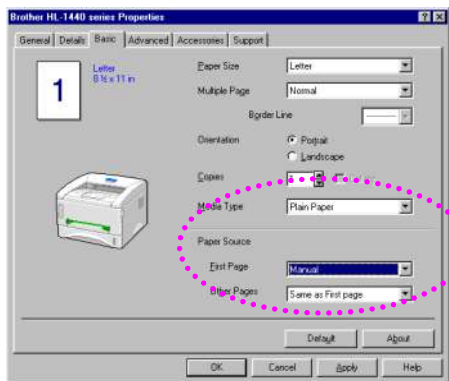 Brother HL-1440 series Properties
General Details Basic Advanced Accessories Support
1
Letter
8 ½ x 11 in
Paper Size Letter
Multiple Page Normal
Border Line
Orientation Portrait
Landscape
Copies
Media Type Plain Paper
Paper Source
First Page Manual
Other Pages Same as First page
Default About
OK Cancel Apply Help